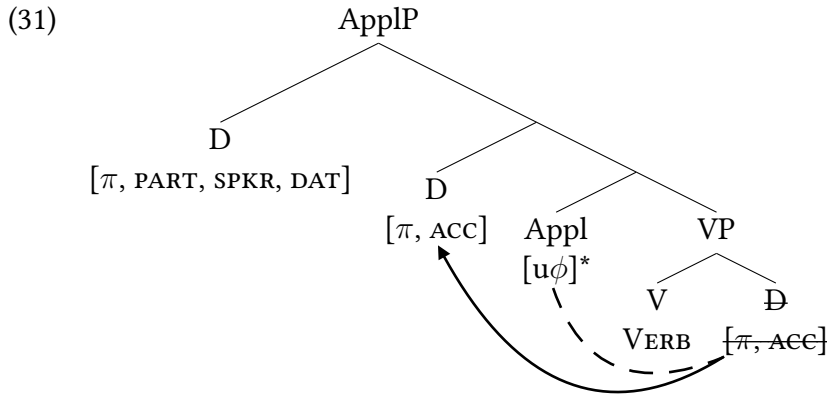 (31) ApplP
D
[π, PART, SPKR, DAT]
D
[π, ACC]
Appl
[uϕ]*
VP
V
VERB
D
[π, ACC]